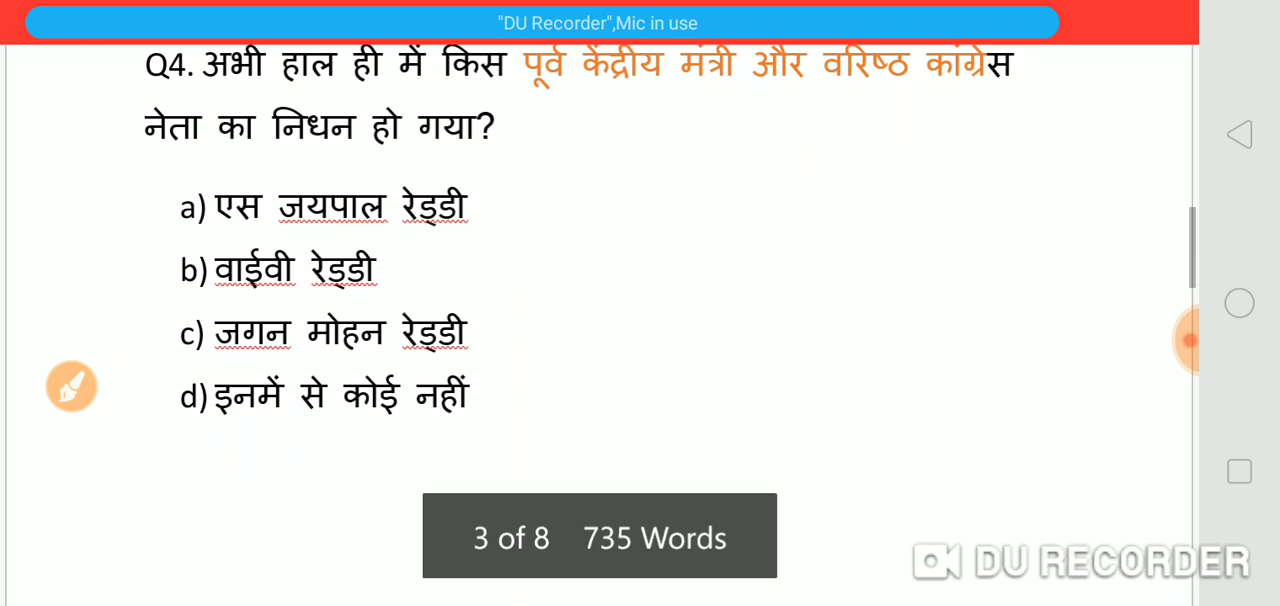 "DU Recorder",Mic in use
Q4. अभी हाल ही में किस पूर्व केंद्रीय मंत्री और वरिष्ठ कांग्रेस
नेता का निधन हो गया?
a) एस जयपाल रेड्डी
b) वाईवी रेड्डी
c) जगन मोहन रेड्डी
d) इनमें से कोई नहीं
3 of 8 735 Words
DU RECORDER